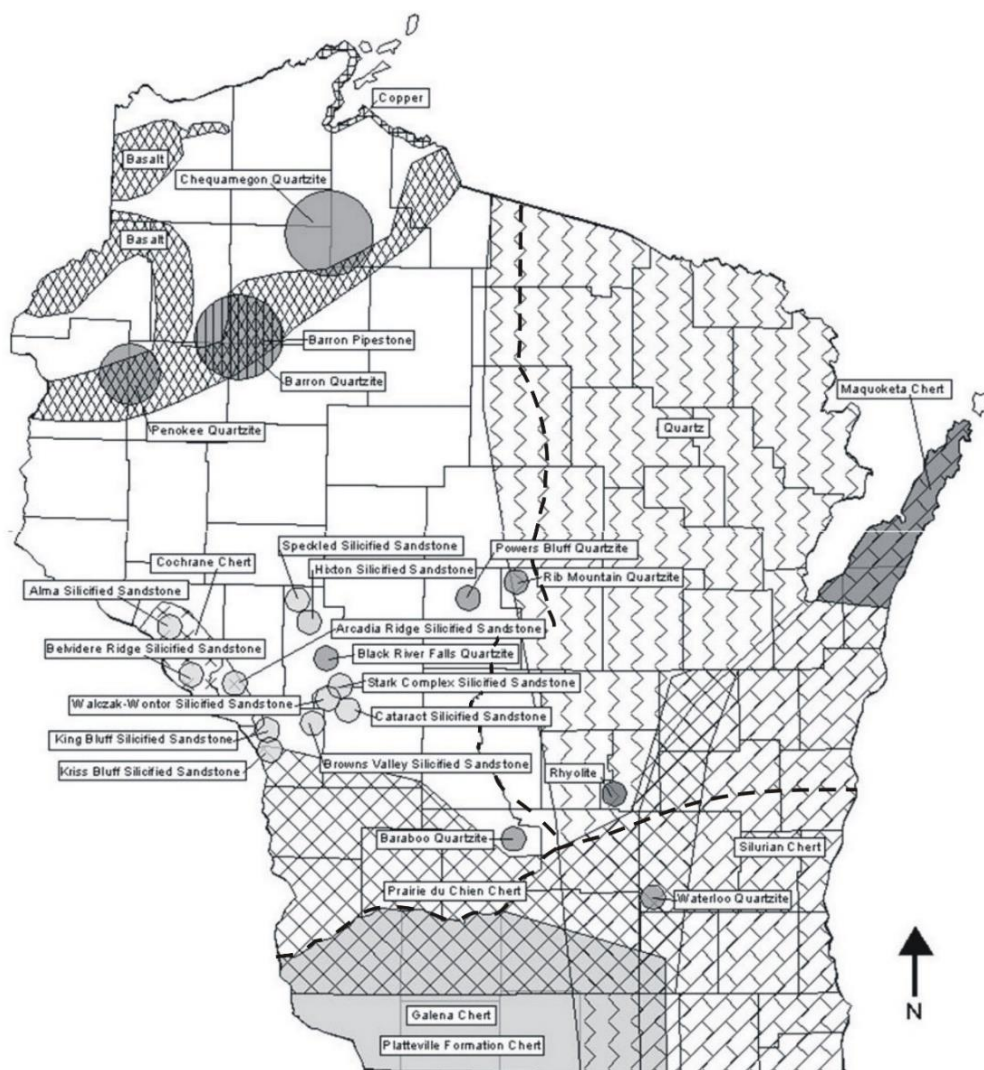 Copper
Basalt
Chequamegon Quartzite
Basalt
Barron Pipestone
Barron Quartzite
Maquoketa Chert
Penokee Quartzite
Quartz
Speckled Silicified Sandstone
Powers Bluff Quartzite
Cochrane Chert
Hixton Silicified Sandstone
Rib Mountain Quartzite
Alma Silicified Sandstone
Arcadia Ridge Silicified Sandstone
Belvidere Ridge Silicified Sandstone
Black River Falls Quartzite
Stark Complex Silicified Sandstone
Walczak-Wontor Silicified Sandstone
Cataract Silicified Sandstone
King Bluff Silicified Sandstone
Browns Valley Silicified Sandstone
Kriss Bluff Silicified Sandstone
Rhyolite
Baraboo Quartzite
Silurian Chert
Prairie du Chien Chert
Waterloo Quartzite
N
Galena Chert
Platteville Formation Chert